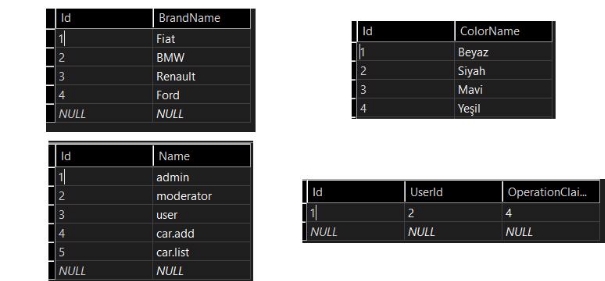 Id BrandName
1 Fiat
2 BMW
3 Renault
4 Ford
NULL NULL
Id ColorName
1 Beyaz
2 Siyah
3 Mavi
4 Yeşil
Id Name
1 admin
2 moderator
3 user
4 car.add
5 car.list
NULL NULL
Id UserId OperationClai...
1 2 4
NULL NULL NULL